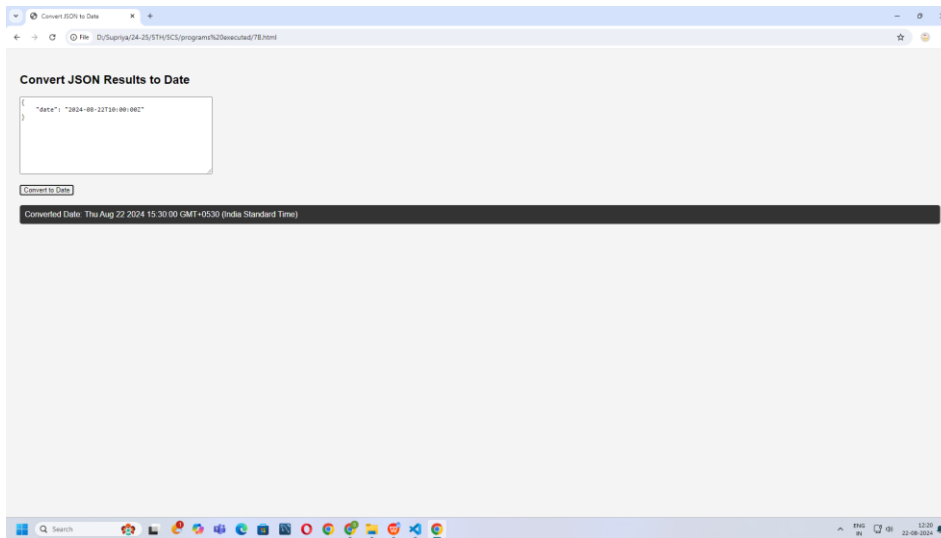 Convert JSON to Date
File
D:/Supriya/24-25/5TH/SCS/programs%20executed/7B.html
Convert JSON Results to Date
{
"date": "2024-08-22T10:00:00Z"
}
Convert to Date
Converted Date: Thu Aug 22 2024 15:30:00 GMT+0530 (India Standard Time)
Search
ENG
IN
12:20
22-08-2024